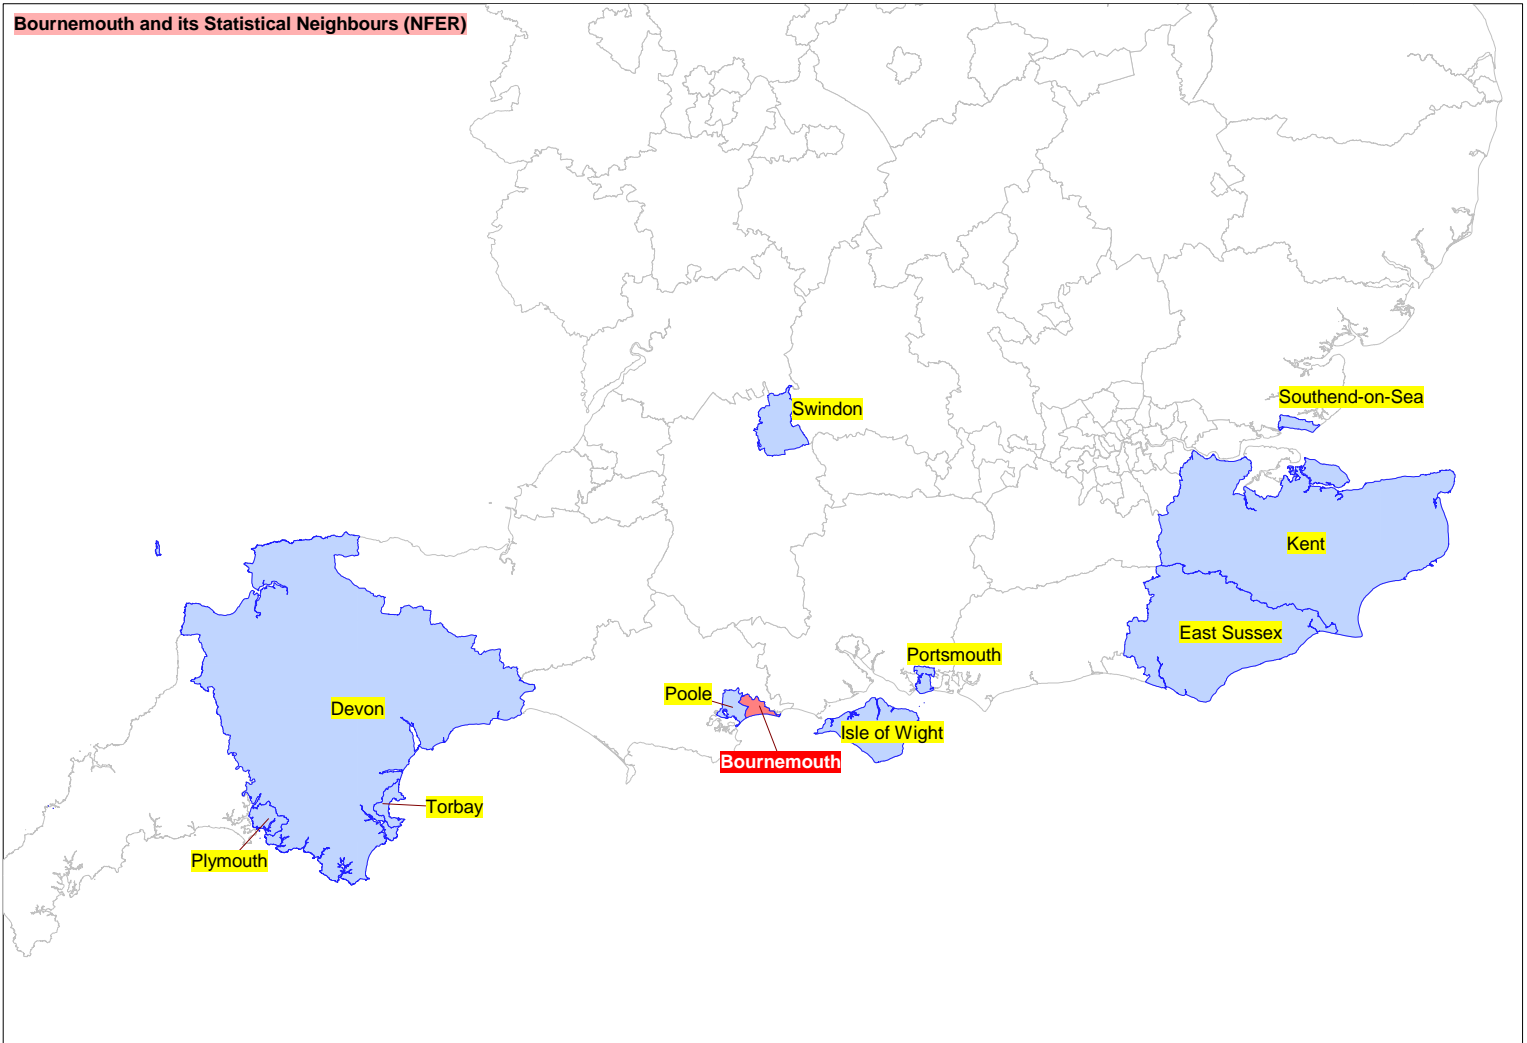 Bournemouth and its Statistical Neighbours (NFER)
Swindon
Southend-on-Sea
Kent
East Sussex
Portsmouth
Poole
Devon
Isle of Wight
Bournemouth
Torbay
Plymouth